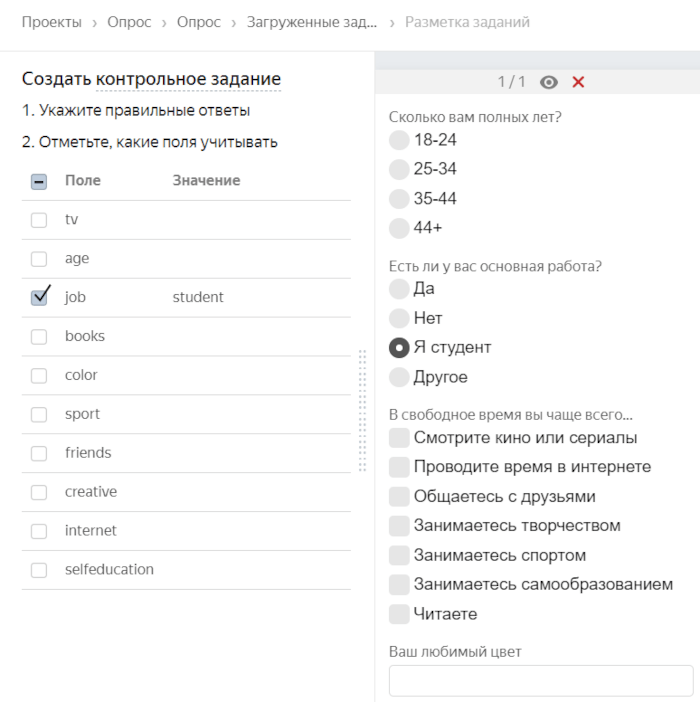 Проекты › Опрос › Опрос › Загруженные зад... › Разметка заданий
Создать контрольное задание
1. Укажите правильные ответы
2. Отметьте, какие поля учитывать
Поле Значение
tv
age
job student
books
color
sport
friends
creative
internet
selfeducation
1 / 1
Сколько вам полных лет?
18-24
25-34
35-44
44+
Есть ли у вас основная работа?
Да
Нет
Я студент
Другое
В свободное время вы чаще всего...
Смотрите кино или сериалы
Проводите время в интернете
Общаетесь с друзьями
Занимаетесь творчеством
Занимаетесь спортом
Занимаетесь самообразованием
Читаете
Ваш любимый цвет